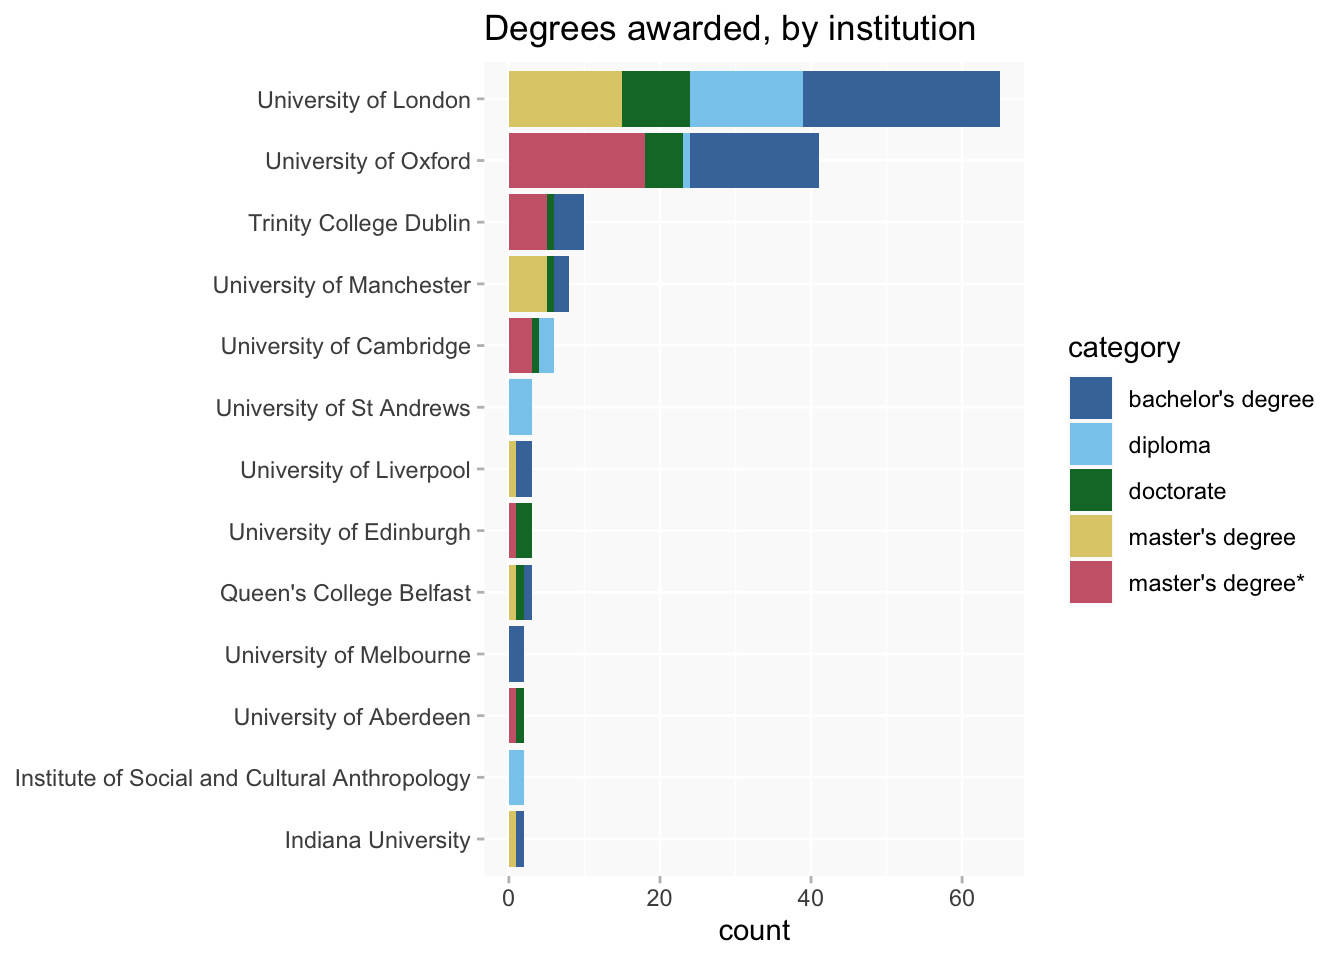 Degrees awarded, by institution
University of London
University of Oxford
Trinity College Dublin
University of Manchester
University of Cambridge
University of St Andrews
University of Liverpool
University of Edinburgh
Queen's College Belfast
University of Melbourne
University of Aberdeen
Institute of Social and Cultural Anthropology
Indiana University
0 20 40 60
count
category
bachelor's degree
diploma
doctorate
master's degree
master's degree*